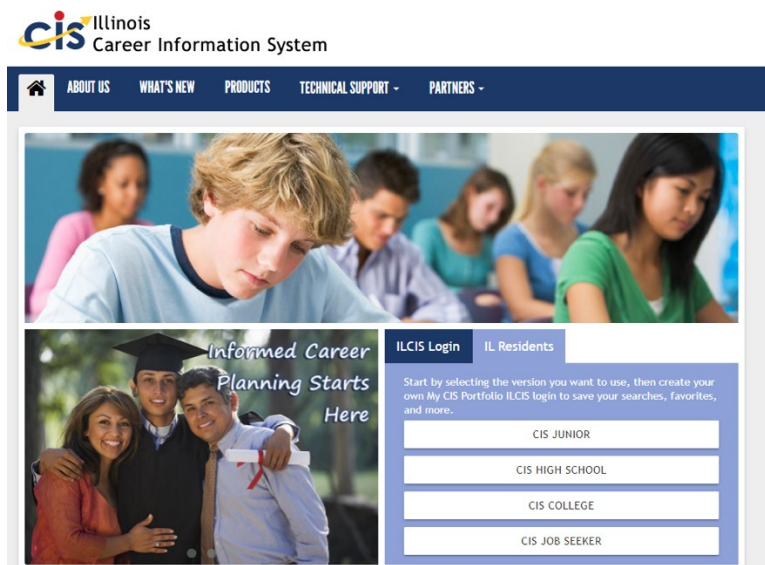 cis Illinois
Career Information System
ABOUT US WHAT'S NEW PRODUCTS TECHNICAL SUPPORT PARTNERS
Informed Career
Planning Starts
Here
ILCIS Login IL Residents
Start by selecting the version you want to use, then create your
own My CIS Portfolio ILCIS login to save your searches, favorites,
and more.
CIS JUNIOR
CIS HIGH SCHOOL
CIS COLLEGE
CIS JOB SEEKER